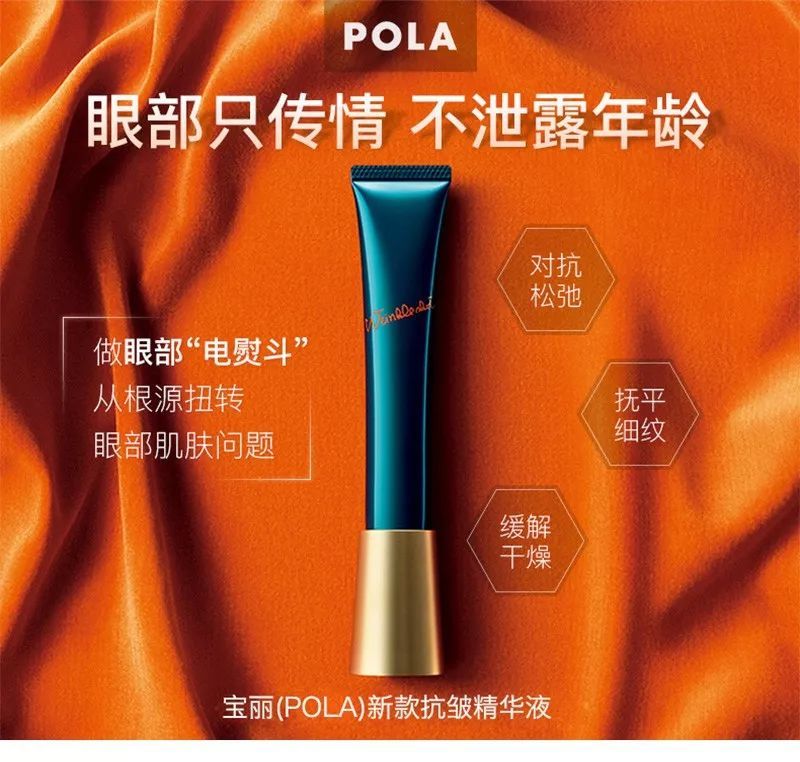 POLA
眼部只传情 不泄露年龄
对抗
松弛
做眼部“电熨斗”
从根源扭转
眼部肌肤问题
抚平
细纹
缓解
干燥
宝丽(POLA)新款抗皱精华液